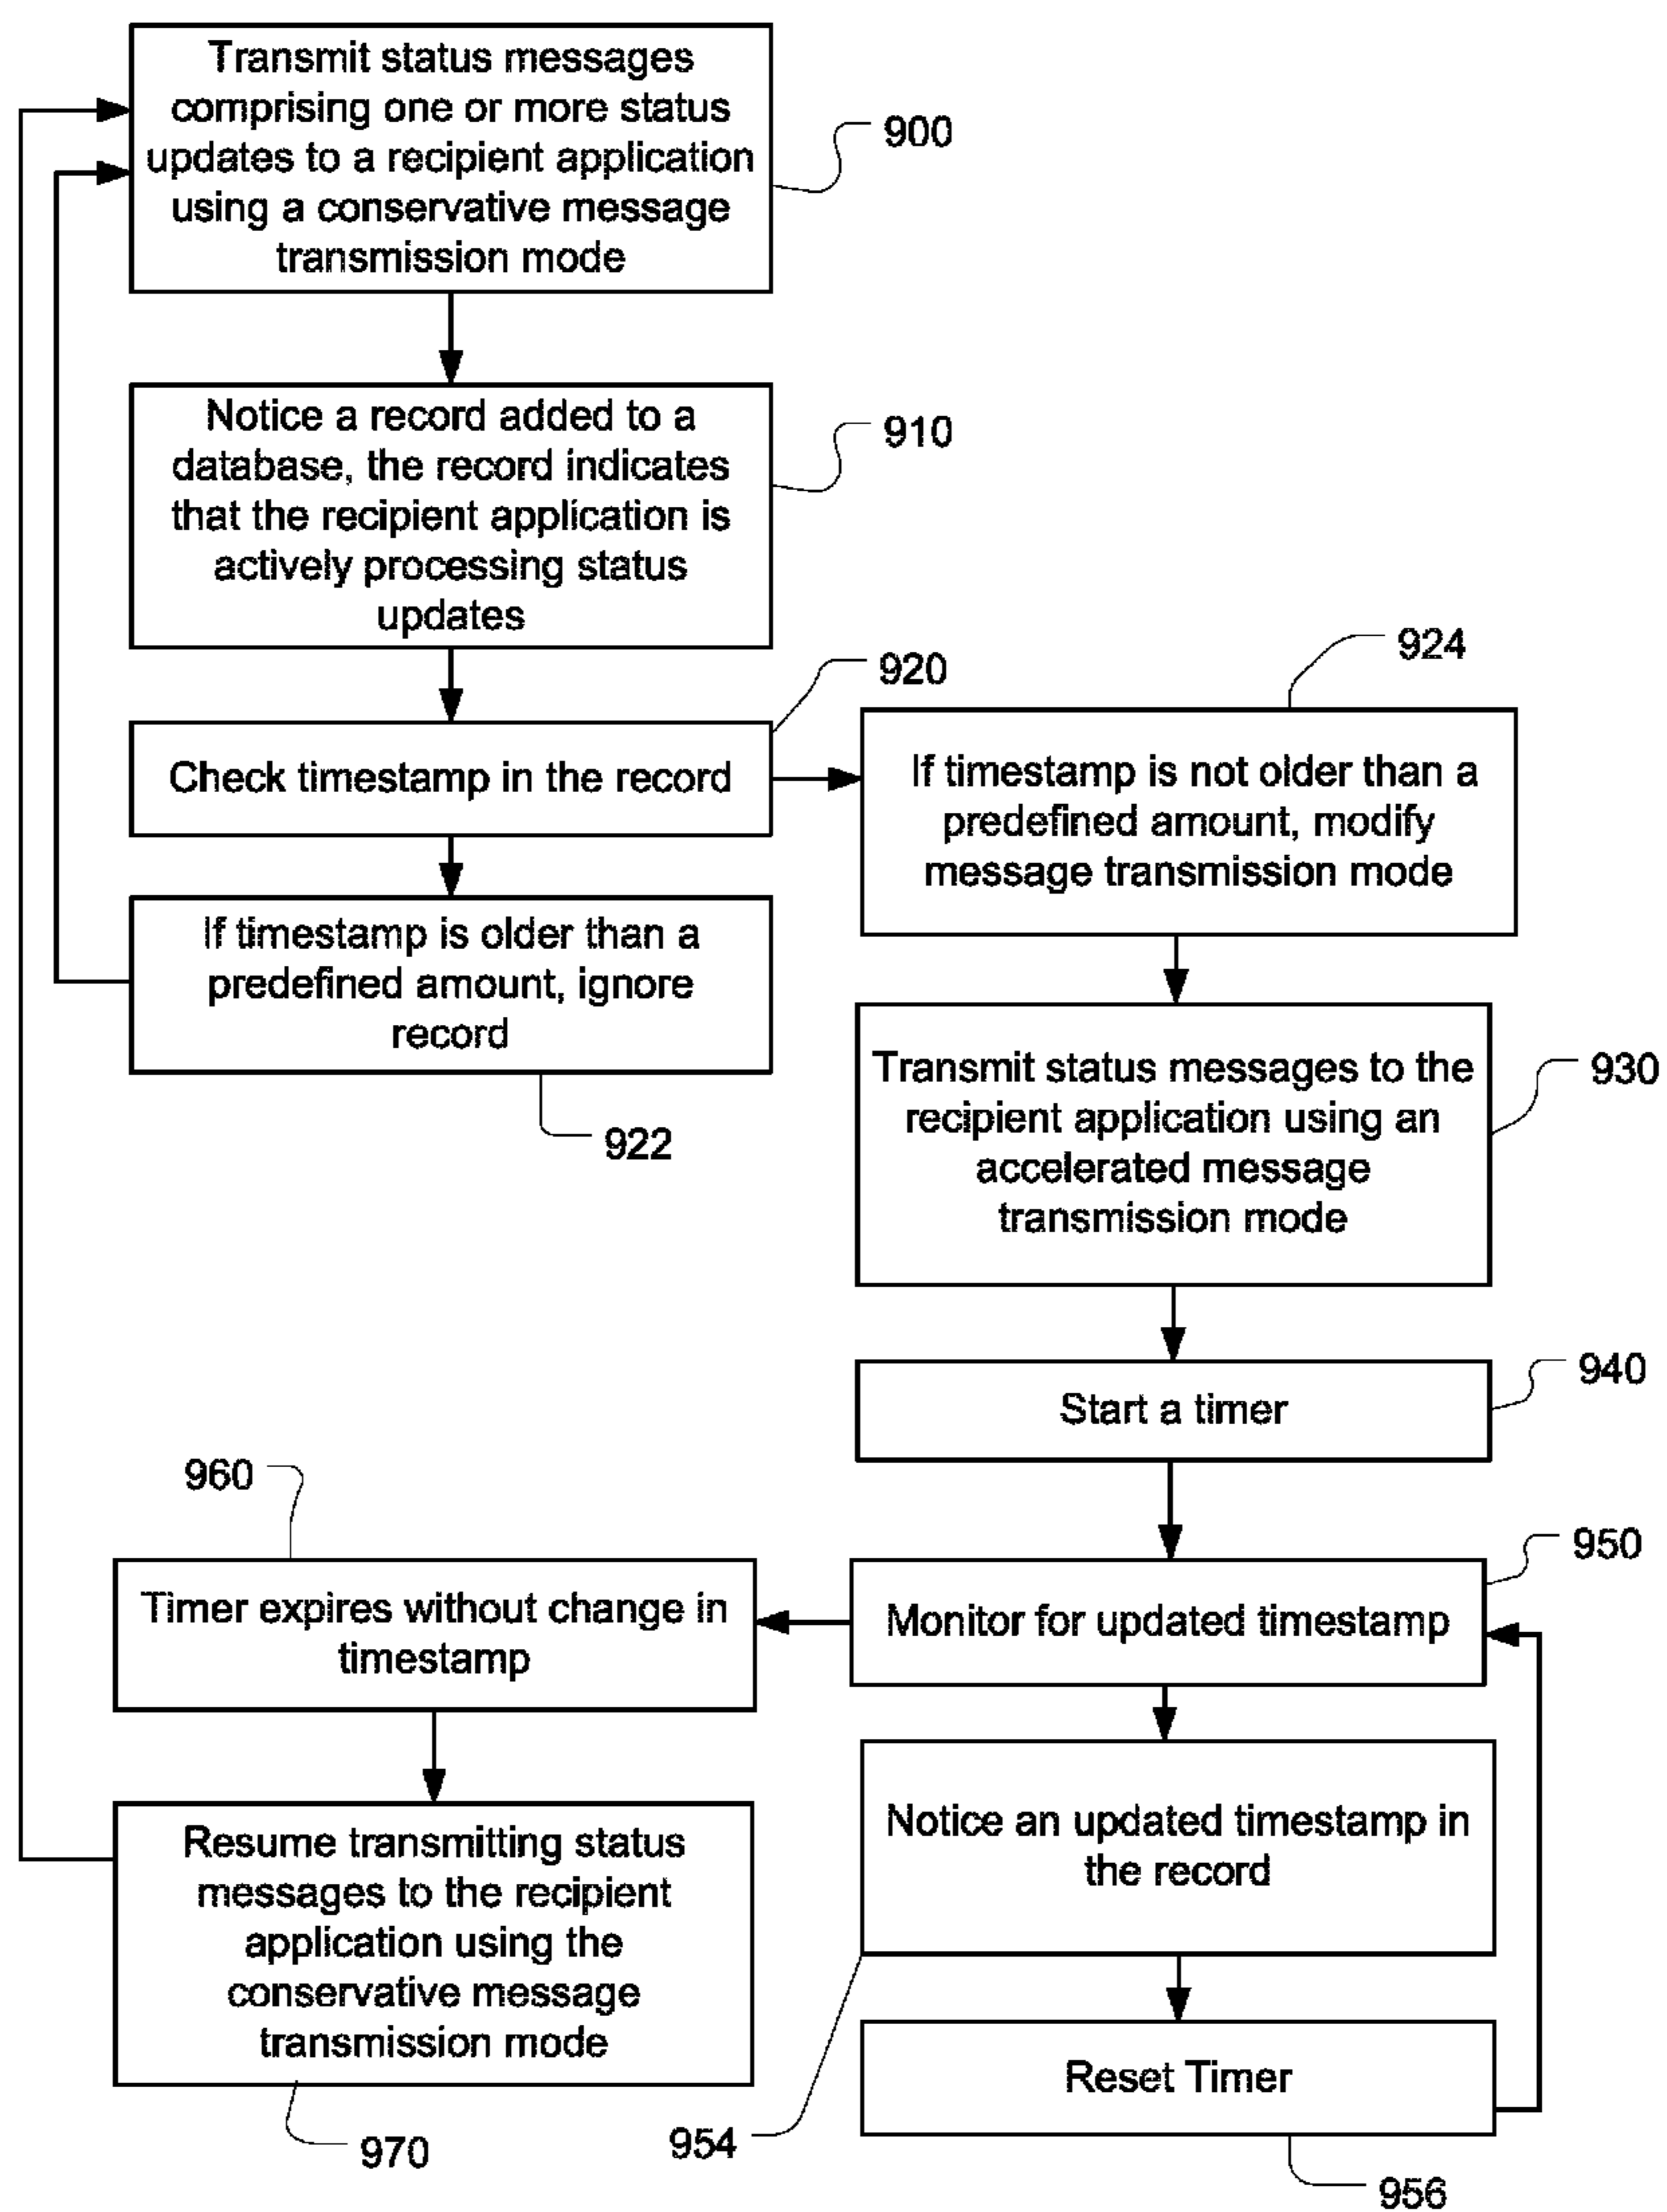 Transmit status messages
comprising one or more status
updates to a recipient application
using a conservative message
transmission mode
900
Notice a record added to a
database, the record indicates
that the recipient application is
actively processing status
updates
910
920
Check timestamp in the record
924
If timestamp is not older than a
predefined amount, modify
message transmission mode
If timestamp is older than a
predefined amount, ignore
record
922
Transmit status messages to the
recipient application using an
accelerated message
transmission mode
930
Start a timer
940
950
Monitor for updated timestamp
960
Timer expires without change in
timestamp
Notice an updated timestamp in
the record
954
Reset Timer
956
Resume transmitting status
messages to the recipient
application using the
conservative message
transmission mode
970